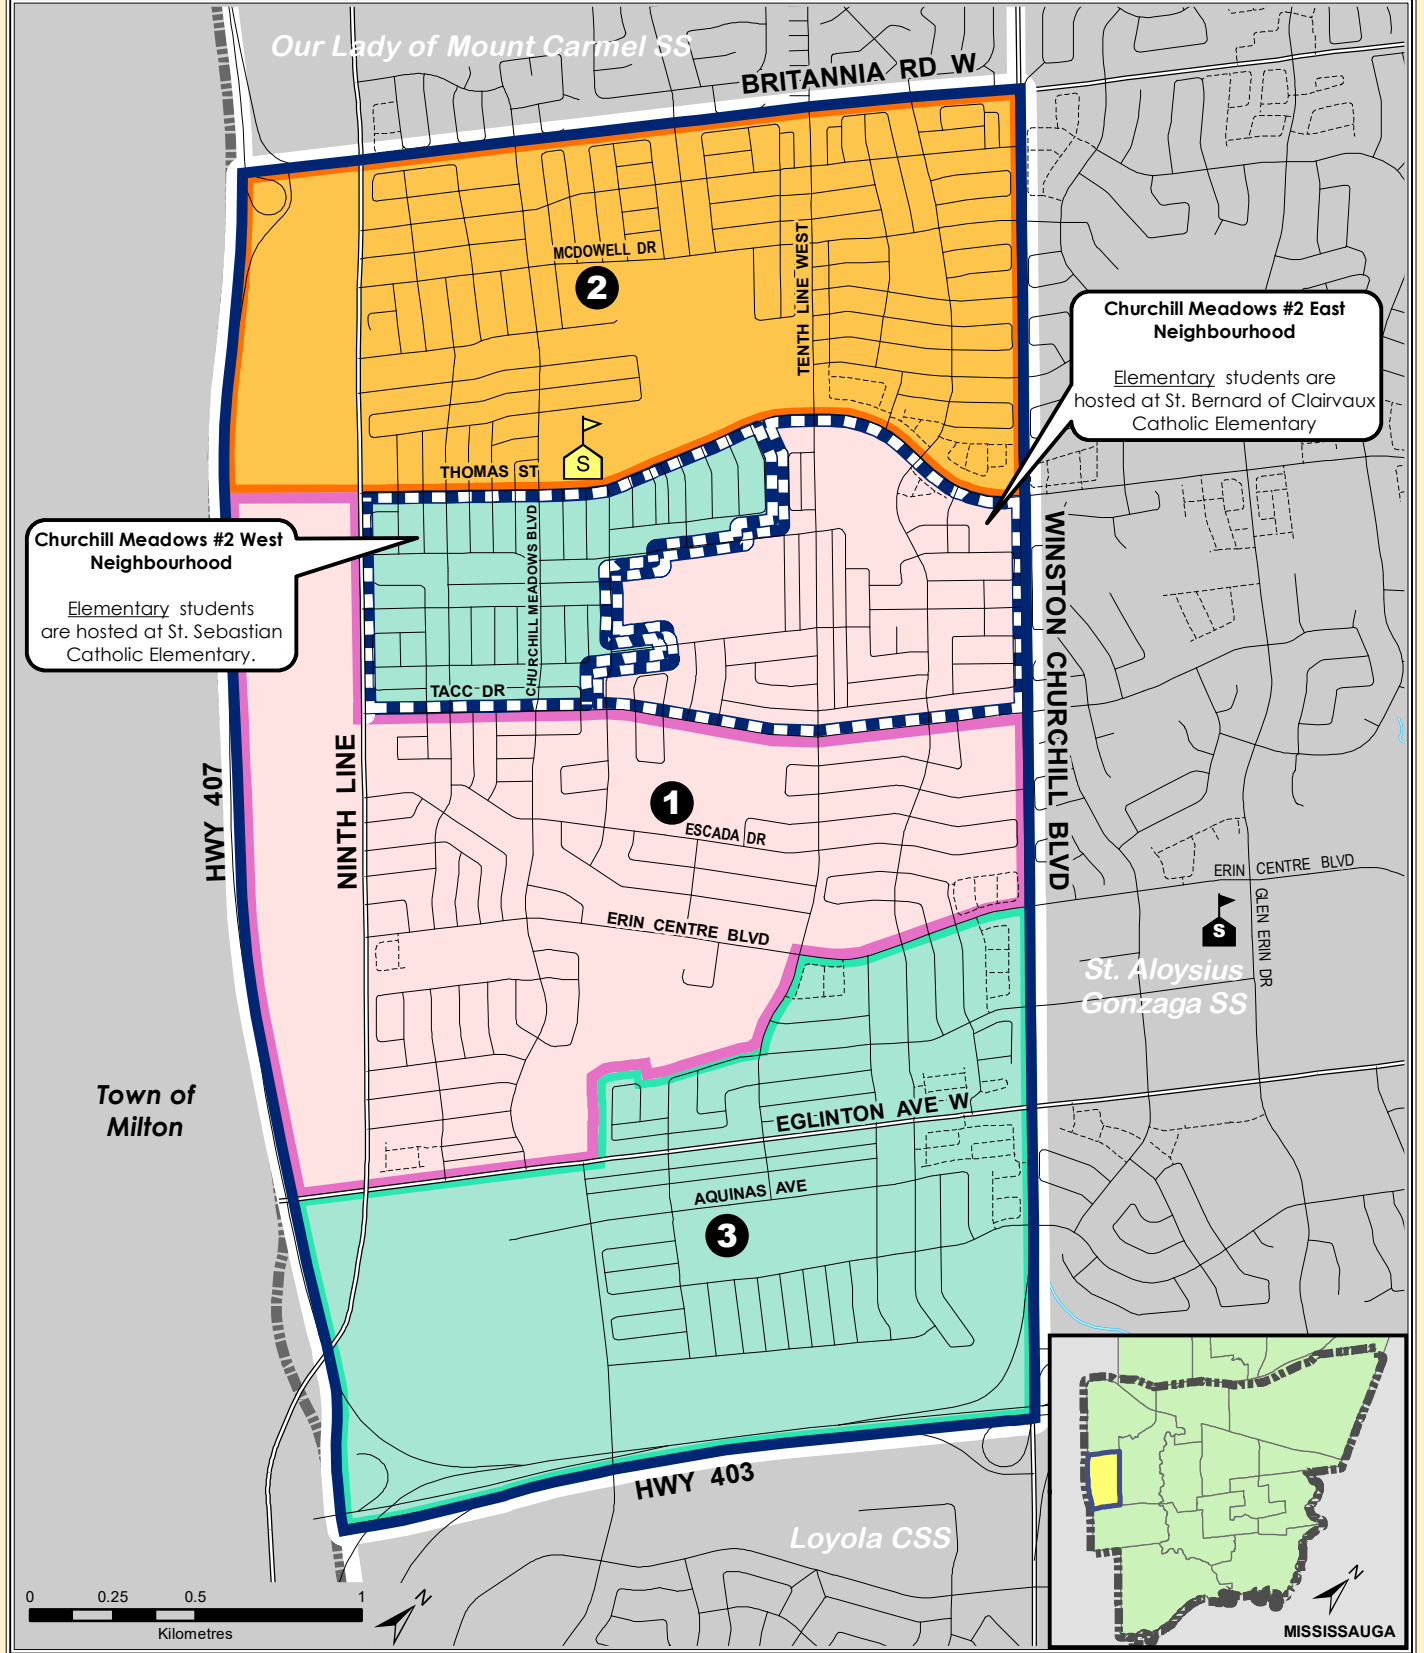 Our Lady of Mount Carmel SS
BRITANNIA RD W
MCDOWELL DR
2
TENTH LINE WEST
Churchill Meadows #2 East
Neighbourhood
Elementary students are
hosted at St. Bernard of Clairvaux
Catholic Elementary
S
THOMAS ST
Churchill Meadows #2 West
Neighbourhood
Elementary students
are hosted at St. Sebastian
Catholic Elementary.
CHURCHILL MEADOWS BLVD
TACC DR
WINSTON CHURCHILL BLVD
HWY 407
NINTH LINE
1
ESCADA DR
ERIN CENTRE BLVD
ERIN CENTRE BLVD
GLEN ERIN DR
S
St. Aloysius
Gonzaga SS
Town of
Milton
EGLINTON AVE W
AQUINAS AVE
3
HWY 403
Loyola CSS
0 0.25 0.5 1
Kilometres
N
N
MISSISSAUGA